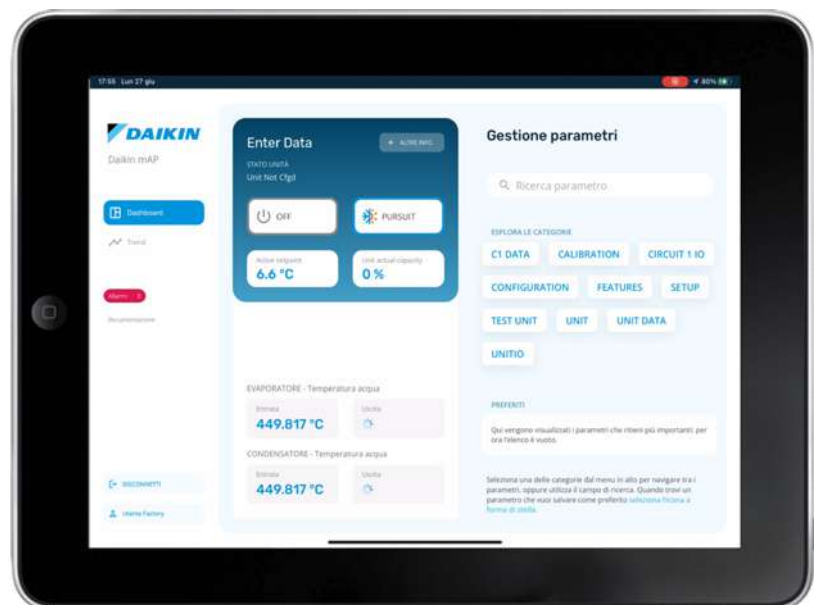 17:55 Lun 27 giu
80%
DAIKIN
Daikin mAP
Dashboard
Trend
Allarmi
Documentazione
DISCONNETTI
Utente Factory
Enter Data
+ ALTRE INFO
STATO UNITÀ
Unit Not Cfgd
OFF
PURSUIT
Active setpoint
6.6 °C
Unit actual capacity
0 %
EVAPORATORE - Temperatura acqua
Entrata
449.817 °C
Uscita
CONDENSATORE - Temperatura acqua
Entrata
449.817 °C
Uscita
Gestione parametri
Ricerca parametro
ESPLORA LE CATEGORIE
C1 DATA CALIBRATION CIRCUIT 1 IO
CONFIGURATION FEATURES SETUP
TEST UNIT UNIT UNIT DATA
UNITIO
PREFERITI
Qui vengono visualizzati i parametri che ritieni più importanti: per
ora l'elenco è vuoto.
Seleziona una delle categorie dal menu in alto per navigare tra i
parametri, oppure utilizza il campo di ricerca. Quando trovi un
parametro che vuoi salvare come preferito seleziona l'icona a
forma di stella.